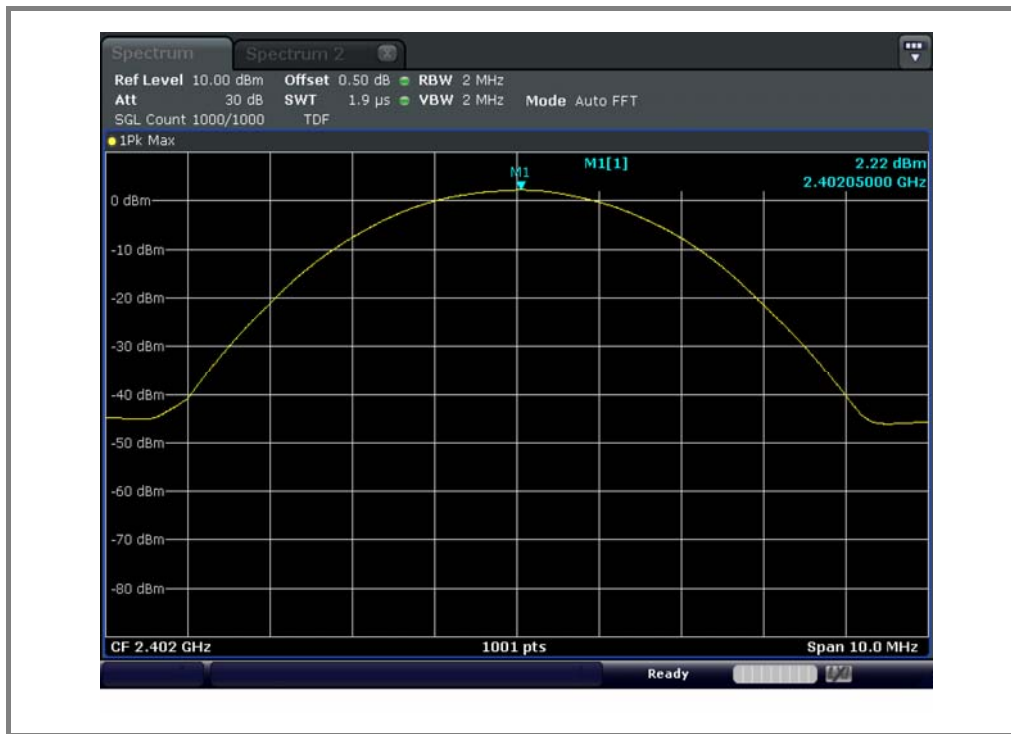 Spectrum Spectrum 2
Ref Level 10.00 dBm Offset 0.50 dB RBW 2 MHz
Att 30 dB SWT 1.9 µs VBW 2 MHz Mode Auto FFT
SGL Count 1000/1000 TDF
1Pk Max
M1[1] 2.22 dBm
2.40205000 GHz
M1
0 dBm
-10 dBm
-20 dBm
-30 dBm
-40 dBm
-50 dBm
-60 dBm
-70 dBm
-80 dBm
CF 2.402 GHz 1001 pts Span 10.0 MHz
Ready